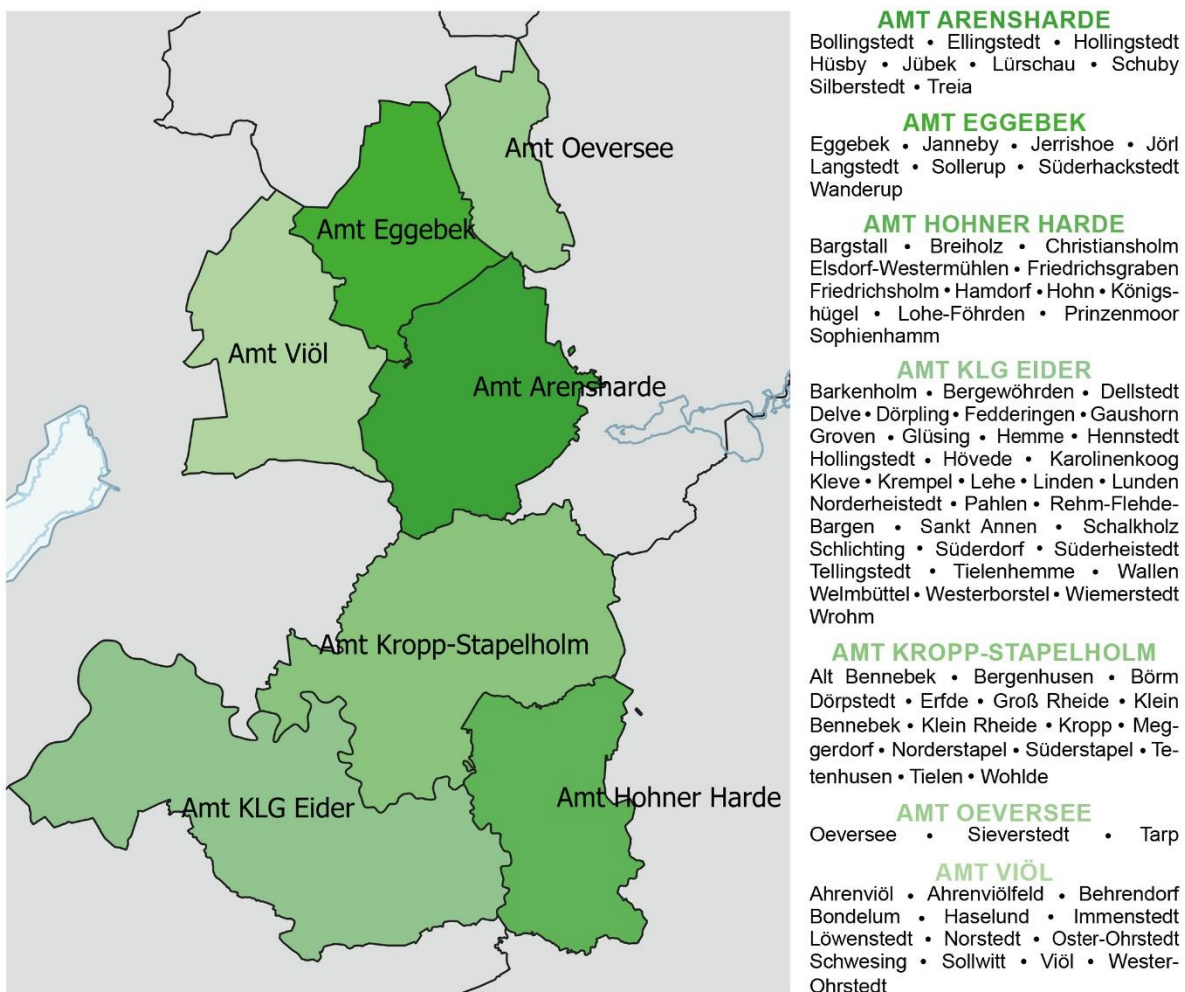 Amt Oeversee
Amt Eggebek
Amt Viöl
Amt Arensharde
Amt Kropp-Stapelholm
Amt KLG Eider
Amt Hohner Harde
AMT ARENSHARDE
Bollingstedt • Ellingstedt • Hollingstedt
Hüsby • Jübek • Lürschau • Schuby
Silberstedt • Treia
AMT EGGEBEK
Eggebek • Janneby • Jerrishoe • Jörl
Langstedt • Sollerup • Süderhackstedt
Wanderup
AMT HOHNER HARDE
Bargstall • Breiholz • Christiansholm
Elsdorf-Westermühlen • Friedrichsgraben
Friedrichsholm • Hamdorf • Hohn • Königs-
hügel • Lohe-Föhrden • Prinzenmoor
Sophienhamm
AMT KLG EIDER
Barkenholm • Bergewöhrden • Dellstedt
Delve • Dörpling • Fedderingen • Gaushorn
Groven • Glüsing • Hemme • Hennstedt
Hollingstedt • Hövede • Karolinenkoog
Kleve • Krempel • Lehe • Linden • Lunden
Norderheistedt • Pahlen • Rehm-Flehde-
Bargen • Sankt Annen • Schalkholz
Schlichting • Süderdorf • Süderheistedt
Tellingstedt • Tielenhemme • Wallen
Welmbüttel • Westerborstel • Wiemerstedt
Wrohm
AMT KROPP-STAPELHOLM
Alt Bennebek • Bergenhusen • Börm
Dörpstedt • Erfde • Groß Rheide • Klein
Bennebek • Klein Rheide • Kropp • Meg-
gerdorf • Norderstapel • Süderstapel • Te-
tenhusen • Tielen • Wohlde
AMT OEVERSEE
Oeversee • Sieverstedt • Tarp
AMT VIÖL
Ahrenviöl • Ahrenviölfeld • Behrendorf
Bondelum • Haselund • Immenstedt
Löwenstedt • Norstedt • Oster-Ohrstedt
Schwesing • Sollwitt • Viöl • Wester-
Ohrstedt